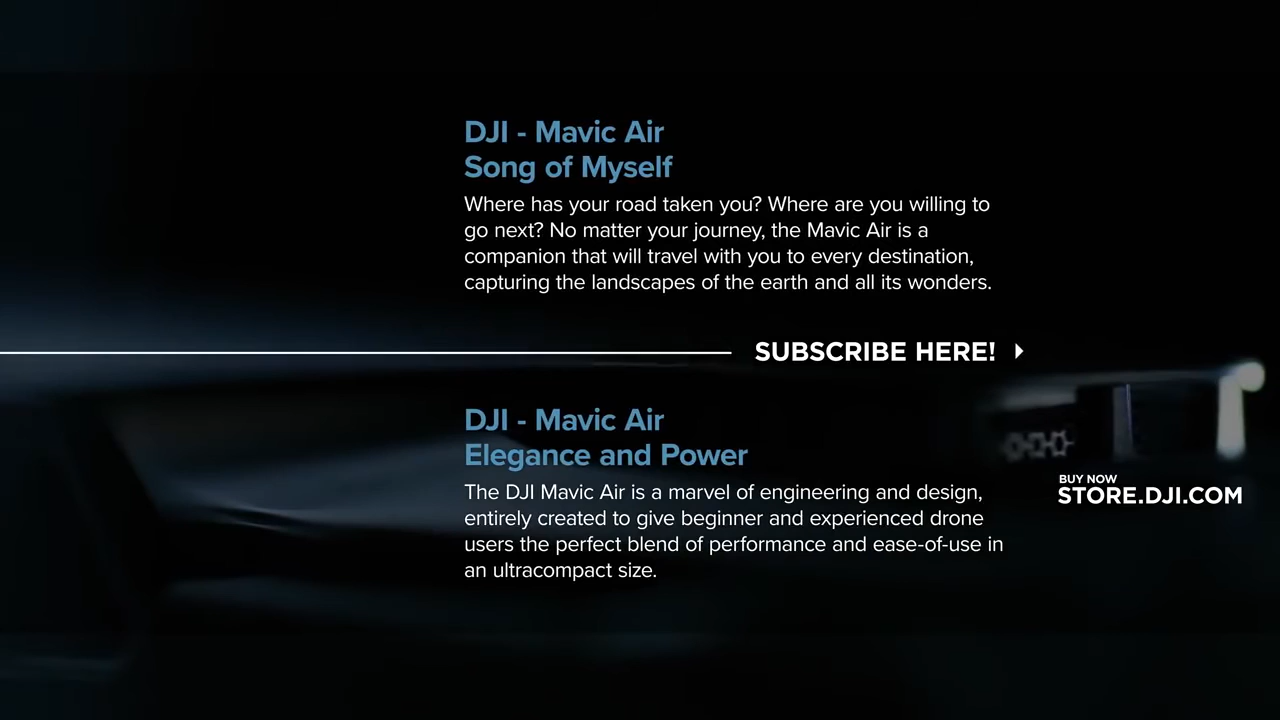 DJI - Mavic Air
Song of Myself
Where has your road taken you? Where are you willing to
go next? No matter your journey, the Mavic Air is a
companion that will travel with you to every destination,
capturing the landscapes of the earth and all its wonders.
SUBSCRIBE HERE!
DJI - Mavic Air
Elegance and Power
The DJI Mavic Air is a marvel of engineering and design,
entirely created to give beginner and experienced drone
users the perfect blend of performance and ease-of-use in
an ultracompact size.
BUY NOW
STORE.DJI.COM